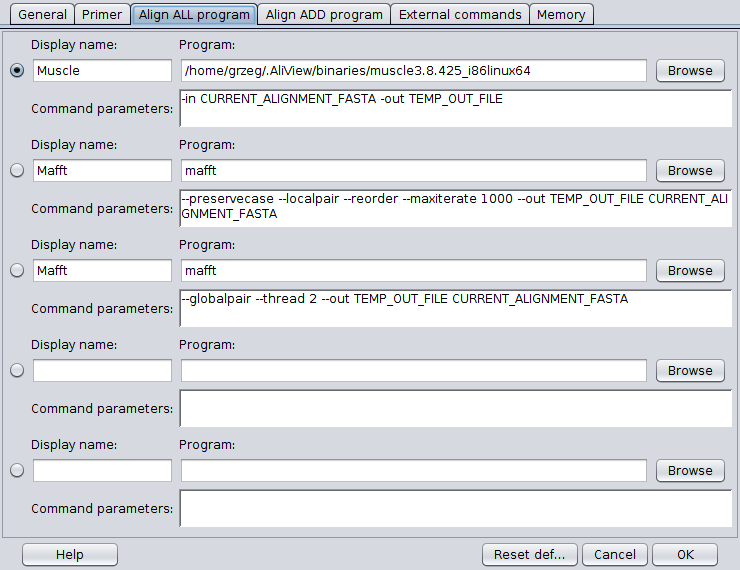 General Primer Align ALL program Align ADD program External commands Memory
Display name: Program:
Muscle /home/grzeg/.AliView/binaries/muscle3.8.425_i86linux64 Browse
Command parameters: -in CURRENT_ALIGNMENT_FASTA -out TEMP_OUT_FILE
Display name: Program:
Mafft mafft Browse
Command parameters: --preservecase --localpair --reorder --maxiterate 1000 --out TEMP_OUT_FILE CURRENT_ALI
GNMENT_FASTA
Display name: Program:
Mafft mafft Browse
Command parameters: --globalpair --thread 2 --out TEMP_OUT_FILE CURRENT_ALIGNMENT_FASTA
Display name: Program:
Browse
Command parameters:
Display name: Program:
Browse
Command parameters:
Help Reset def... Cancel OK